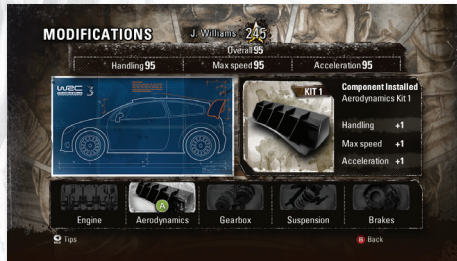 MODIFICATIONS
J. Williams 245
Overall 95
Handling 95 Max speed 95 Acceleration 95
WRC 3
KIT 1
Component Installed
Aerodynamics Kit 1
Handling +1
Max speed +1
Acceleration +1
A
Engine Aerodynamics Gearbox Suspension Brakes
Tips B Back